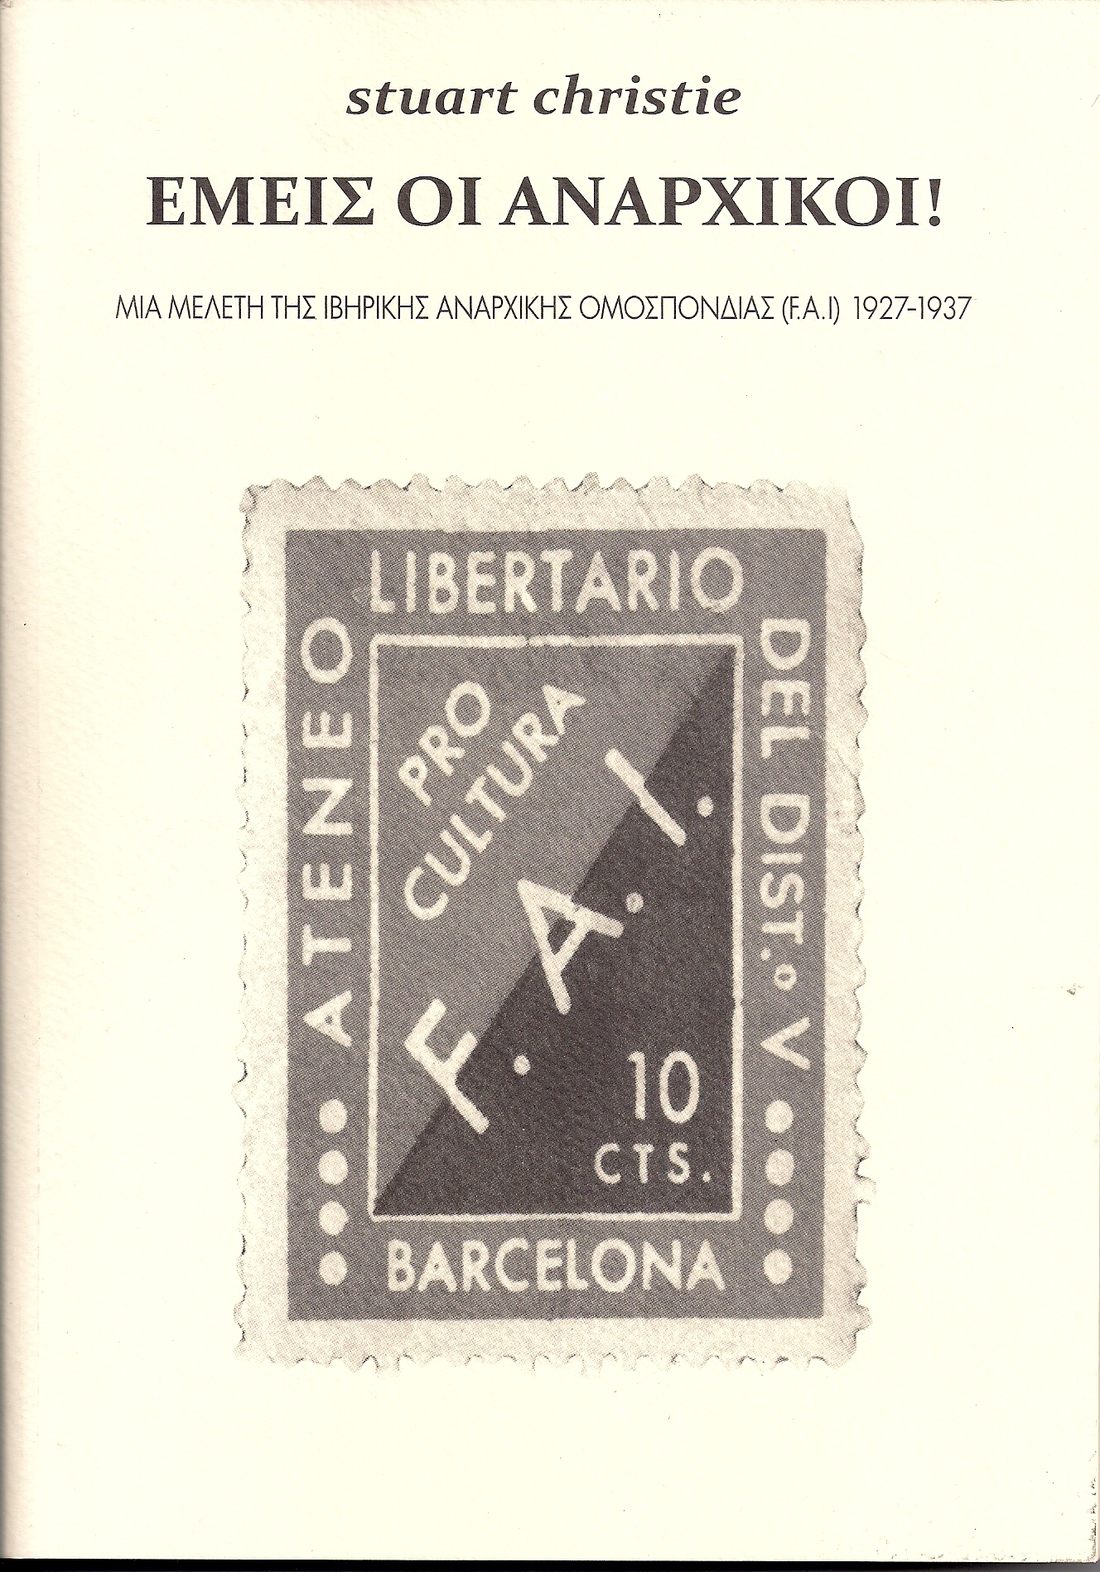 stuart christie
ΕΜΕΙΣ ΟΙ ΑΝΑΡΧΙΚΟΙ!
ΜΙΑ ΜΕΛΕΤΗ ΤΗΣ ΙΒΗΡΙΚΗΣ ΑΝΑΡΧΙΚΗΣ ΟΜΟΣΠΟΝΔΙΑΣ (F.A.I) 1927-1937
ATENEO
LIBERTARIO
DEL DIST.º V
PRO
CULTURA
F. A. I.
10
CTS.
BARCELONA